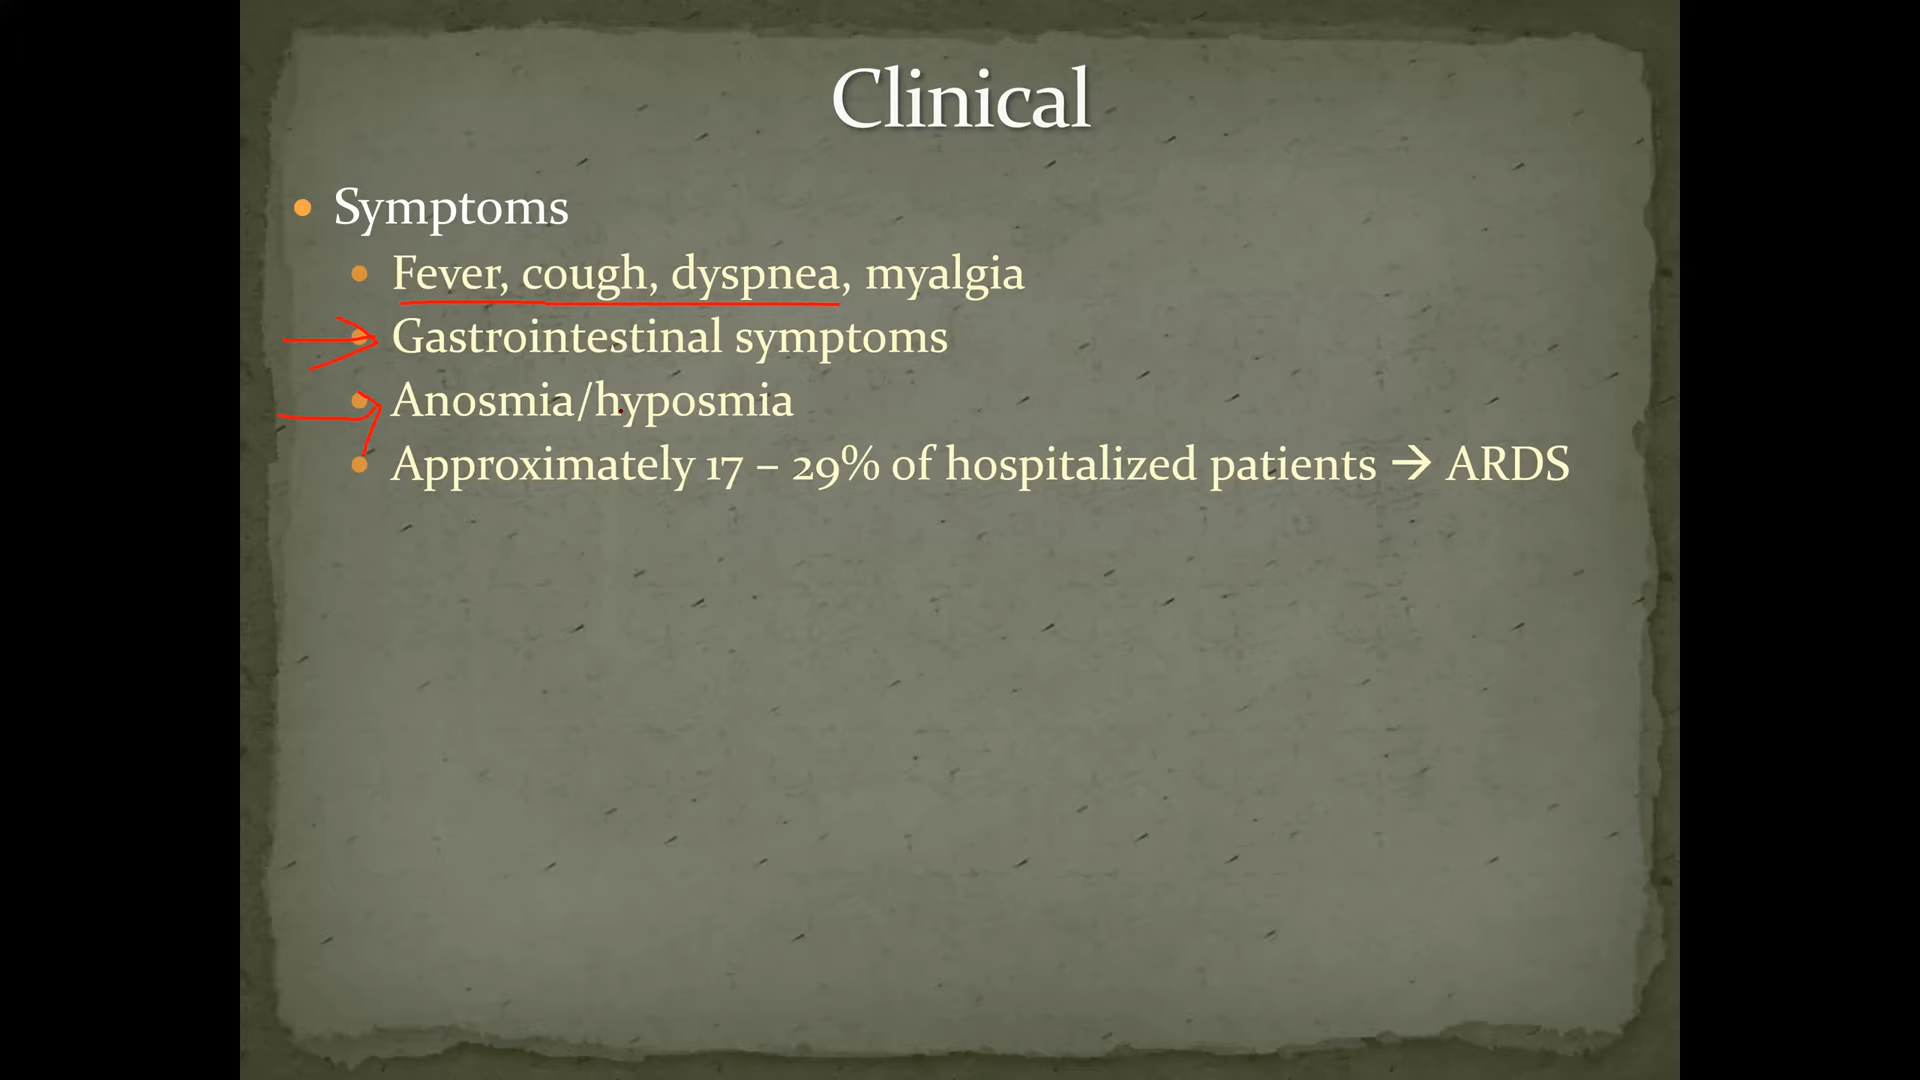 Clinical
Symptoms
Fever, cough, dyspnea, myalgia
Gastrointestinal symptoms
Anosmia/hyposmia
Approximately 17 – 29% of hospitalized patients → ARDS